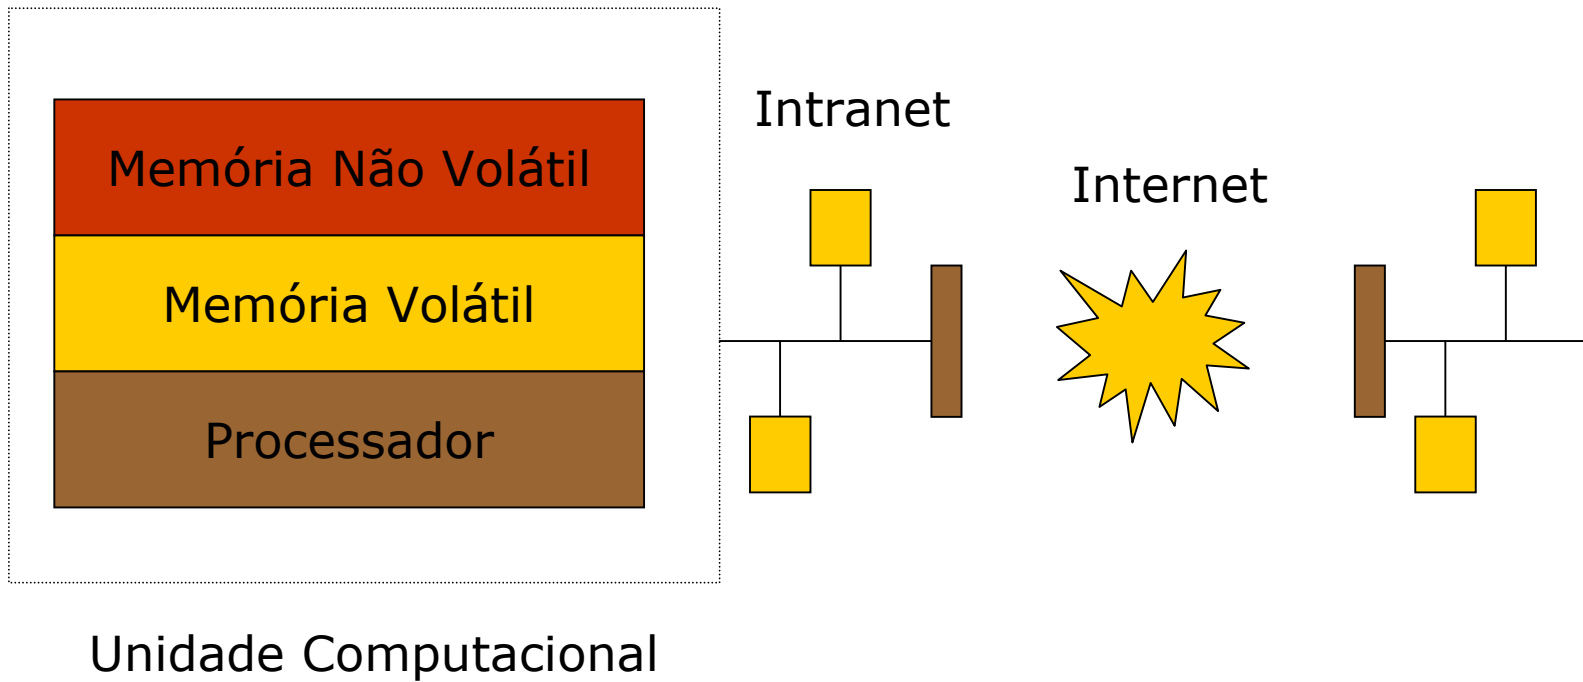 Intranet
Memória Não Volátil
Internet
Memória Volátil
Processador
Unidade Computacional